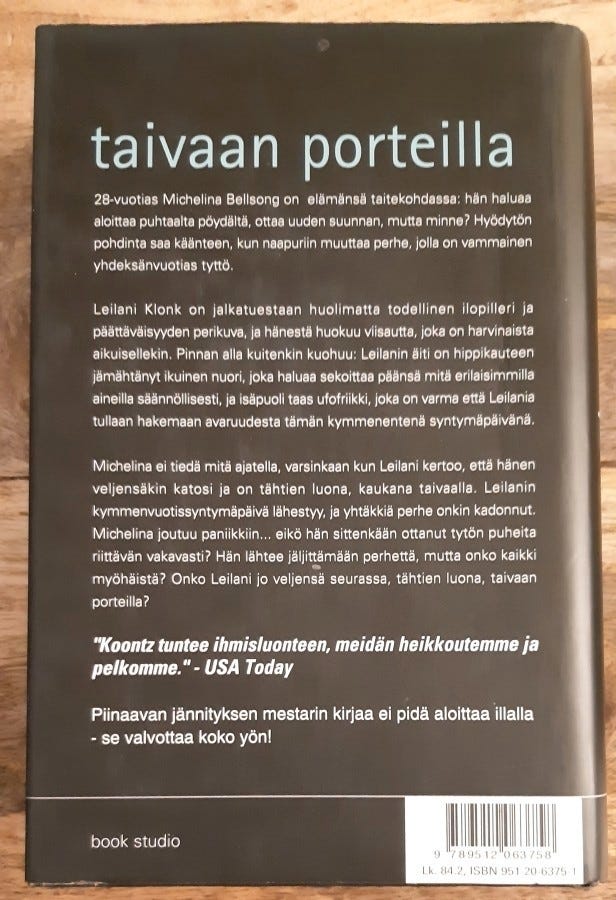 taivaan porteilla
28-vuotias Michelina Bellsong on elämänsä taitekohdassa: hän haluaa
aloittaa puhtaalta pöydältä, ottaa uuden suunnan, mutta minne? Hyödytön
pohdinta saa käänteen, kun naapuriin muuttaa perhe, jolla on vammainen
yhdeksänvuotias tyttö.
Leilani Klonk on jalkatuestaan huolimatta todellinen ilopilleri ja
päättäväisyyden perikuva, ja hänestä huokuu viisautta, joka on harvinaista
aikuisellekin. Pinnan alla kuitenkin kuohuu: Leilanin äiti on hippikauteen
jämähtänyt ikuinen nuori, joka haluaa sekoittaa päänsä mitä erilaisimmilla
aineilla säännöllisesti, ja isäpuoli taas ufofriikki, joka on varma että Leilania
tullaan hakemaan avaruudesta tämän kymmenentenä syntymäpäivänä.
Michelina ei tiedä mitä ajatella, varsinkaan kun Leilani kertoo, että hänen
veljensäkin katosi ja on tähtien luona, kaukana taivaalla. Leilanin
kymmenvuotissyntymäpäivä lähestyy, ja yhtäkkiä perhe onkin kadonnut.
Michelina joutuu paniikkiin... eikö hän sittenkään ottanut tytön puheita
riittävän vakavasti? Hän lähtee jäljittämään perhettä, mutta onko kaikki
myöhäistä? Onko Leilani jo veljensä seurassa, tähtien luona, taivaan
porteilla?
"Koontz tuntee ihmisluonteen, meidän heikkoutemme ja
pelkomme." - USA Today
Piinaavan jännityksen mestarin kirjaa ei pidä aloittaa illalla
- se valvottaa koko yön!
book studio
9 789512 063758
Lk. 84.2, ISBN 951-20-6375-1